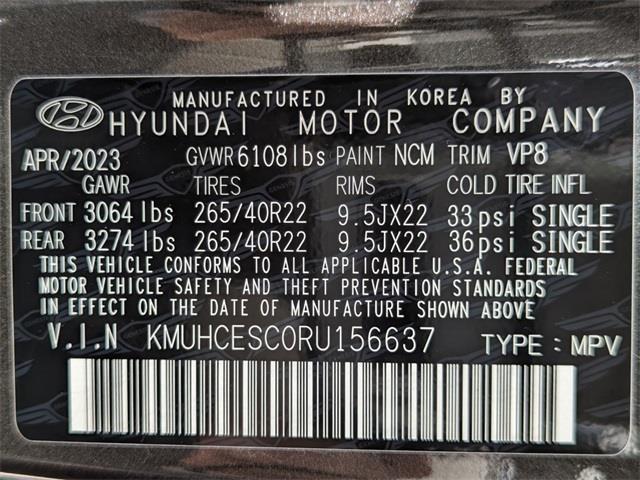 MANUFACTURED IN KOREA BY
HYUNDAI MOTOR COMPANY
APR/2023 GVWR 6108lbs PAINT NCM TRIM VP8
GAWR TIRES RIMS COLD TIRE INFL
FRONT 3064lbs 265/40R22 9.5JX22 33psi SINGLE
REAR 3274lbs 265/40R22 9.5JX22 36psi SINGLE
THIS VEHICLE CONFORMS TO ALL APPLICABLE U.S.A. FEDERAL
MOTOR VEHICLE SAFETY AND THEFT PREVENTION STANDARDS
IN EFFECT ON THE DATE OF MANUFACTURE SHOWN ABOVE
V.I.N KMUHCESC0RU156637 TYPE : MPV